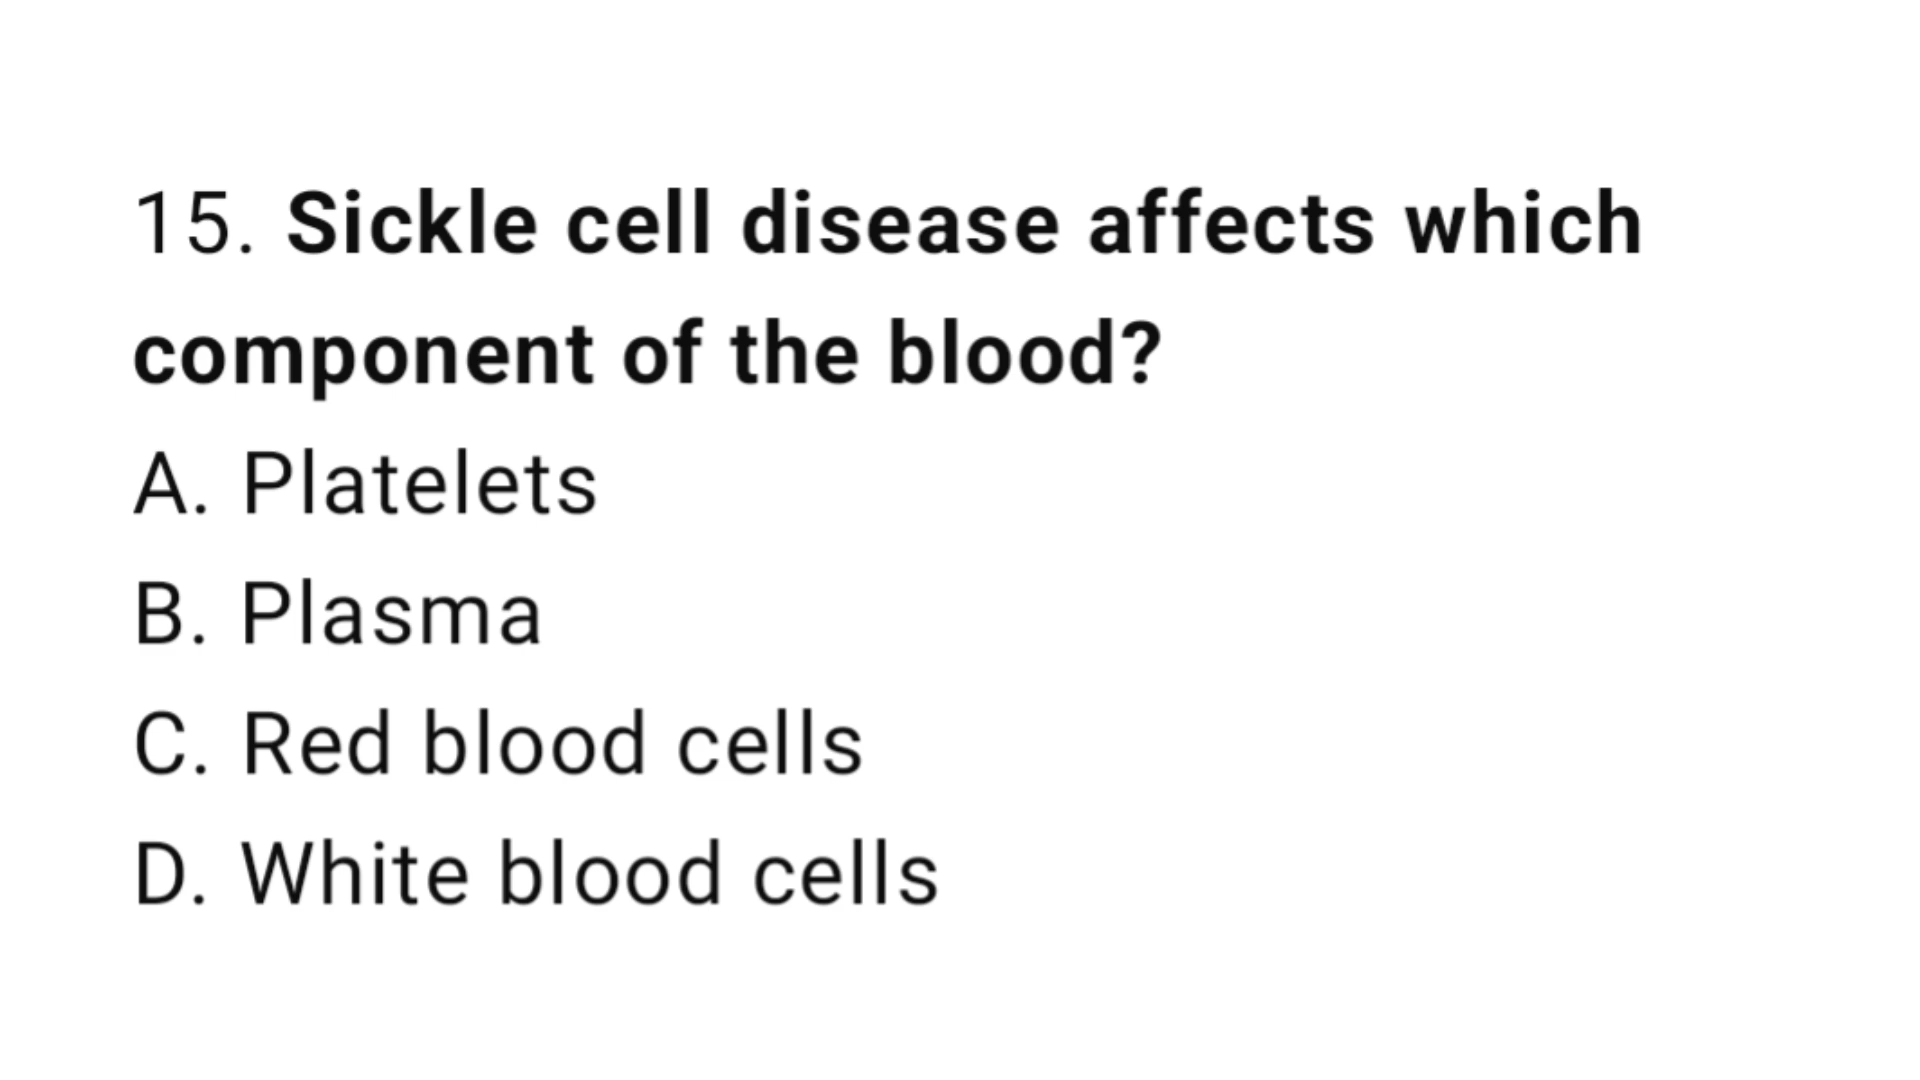 15. Sickle cell disease affects which
component of the blood?
A. Platelets
B. Plasma
C. Red blood cells
D. White blood cells